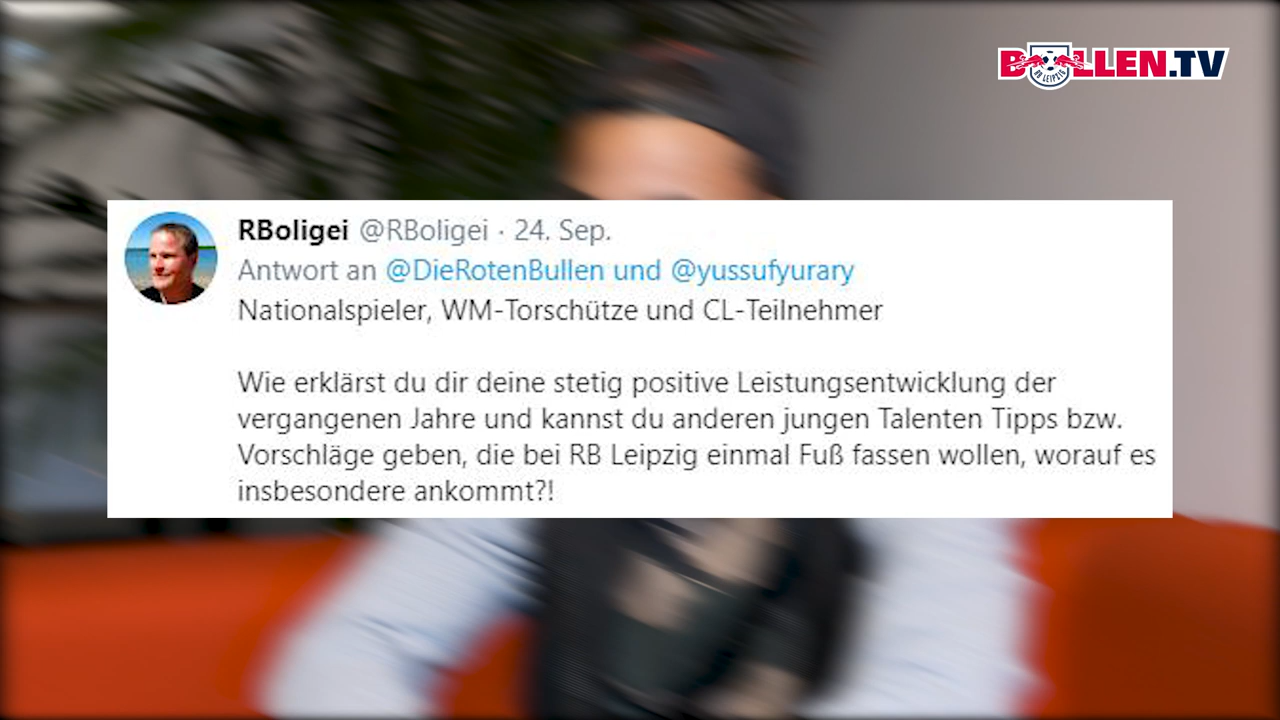 BULLEN.TV
RB LEIPZIG
RBoligei @RBoligei · 24. Sep.
Antwort an @DieRotenBullen und @yussufyurary
Nationalspieler, WM-Torschütze und CL-Teilnehmer
Wie erklärst du dir deine stetig positive Leistungsentwicklung der
vergangenen Jahre und kannst du anderen jungen Talenten Tipps bzw.
Vorschläge geben, die bei RB Leipzig einmal Fuß fassen wollen, worauf es
insbesondere ankommt?!